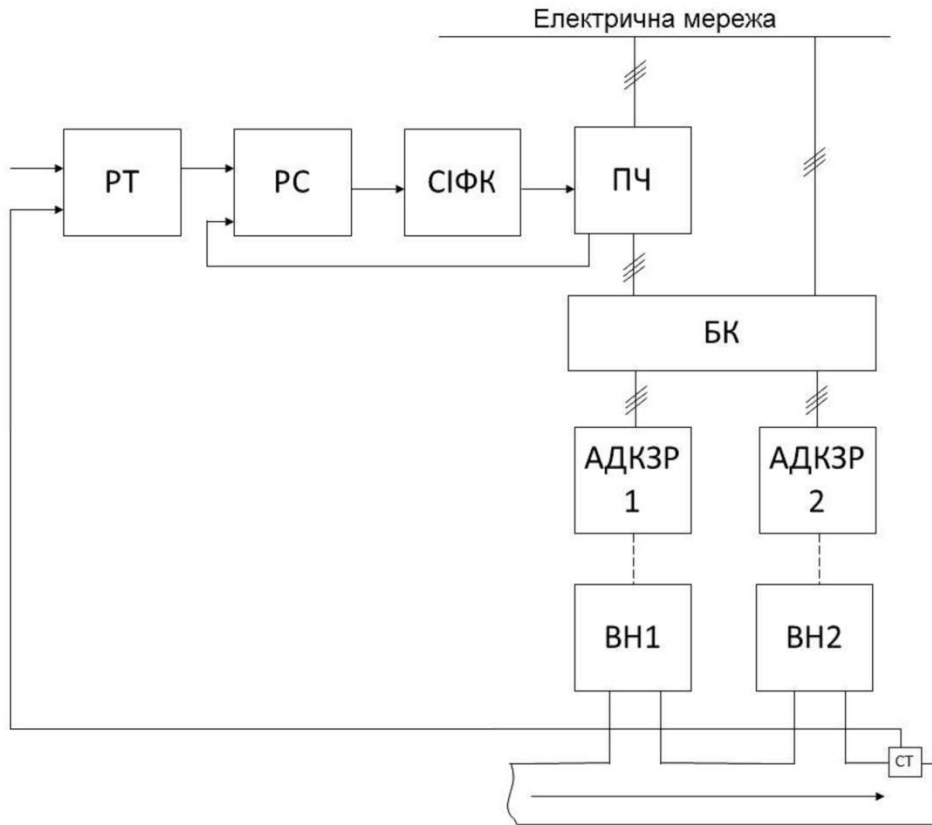 Електрична мережа
РТ
РС
СІФК
ПЧ
БК
АДКЗР
1
АДКЗР
2
ВН1
ВН2
СТ